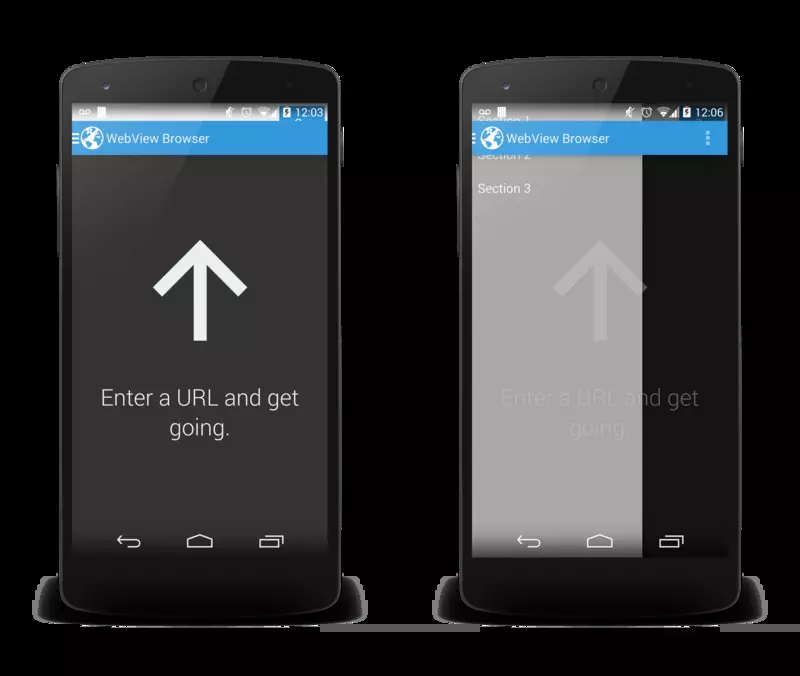 12:03
WebView Browser
Enter a URL and get
going.
12:06
Section 1
WebView Browser
Section 2
Section 3
Enter a URL and get
going.